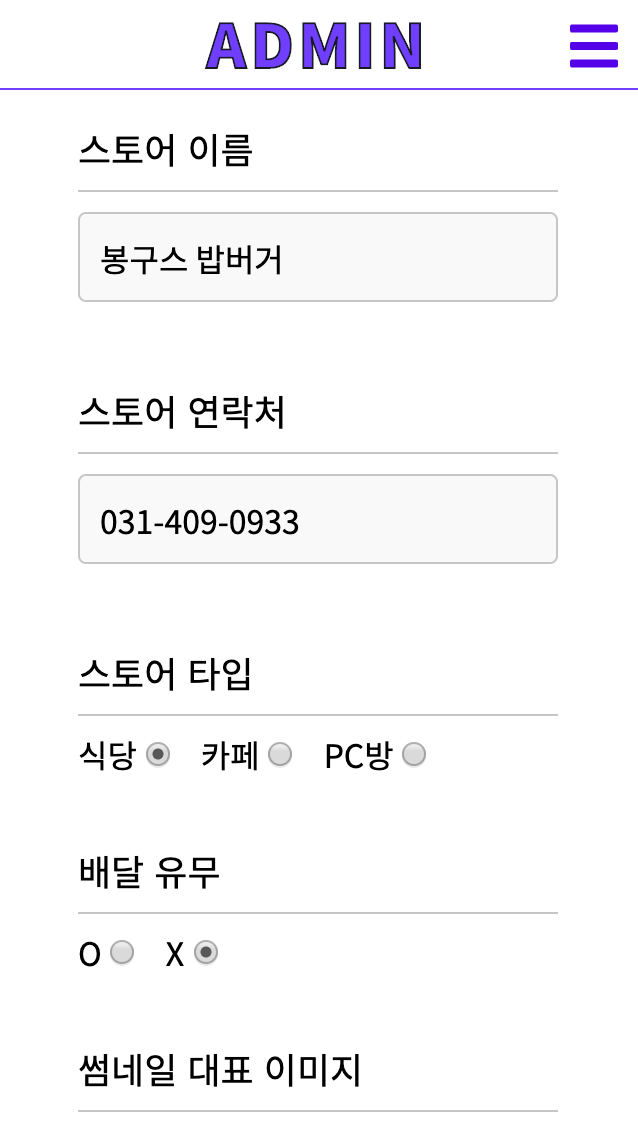 ADMIN
스토어 이름
봉구스 밥버거
스토어 연락처
031-409-0933
스토어 타입
식당 카페 PC방
배달 유무
O X
썸네일 대표 이미지